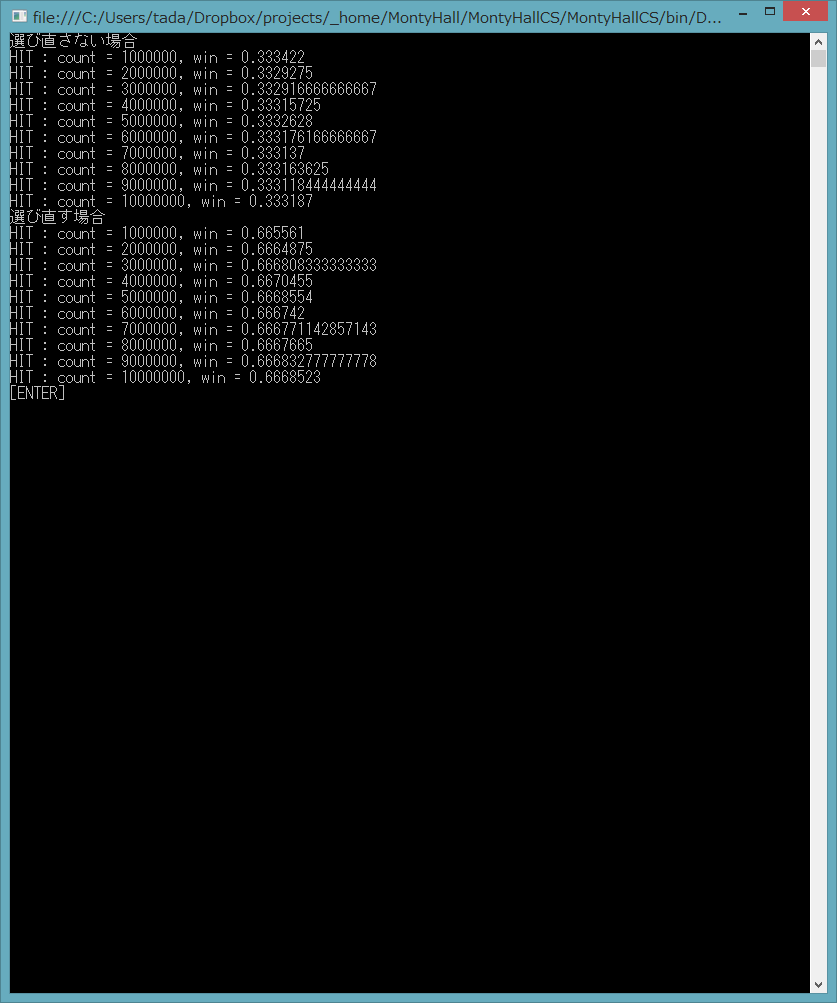 file:///C:/Users/tada/Dropbox/projects/_home/MontyHall/MontyHallCS/MontyHallCS/bin/D...
選び直さない場合
HIT : count = 1000000, win = 0.333422
HIT : count = 2000000, win = 0.3329275
HIT : count = 3000000, win = 0.332916666666667
HIT : count = 4000000, win = 0.33315725
HIT : count = 5000000, win = 0.3332628
HIT : count = 6000000, win = 0.333176166666667
HIT : count = 7000000, win = 0.333137
HIT : count = 8000000, win = 0.333163625
HIT : count = 9000000, win = 0.333118444444444
HIT : count = 10000000, win = 0.333187
選び直す場合
HIT : count = 1000000, win = 0.665561
HIT : count = 2000000, win = 0.6664875
HIT : count = 3000000, win = 0.666808333333333
HIT : count = 4000000, win = 0.6670455
HIT : count = 5000000, win = 0.6668554
HIT : count = 6000000, win = 0.666742
HIT : count = 7000000, win = 0.666771142857143
HIT : count = 8000000, win = 0.6667665
HIT : count = 9000000, win = 0.666832777777778
HIT : count = 10000000, win = 0.6668523
[ENTER]